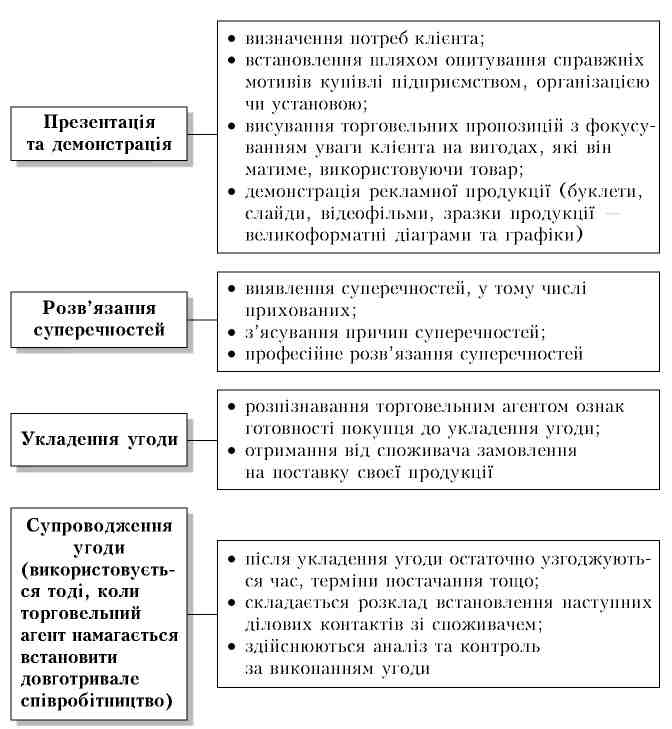 Презентація
та демонстрація
• визначення потреб клієнта;
• встановлення шляхом опитування справжніх
мотивів купівлі підприємством, організацією
чи установою;
• висування торговельних пропозицій з фокусу-
ванням уваги клієнта на вигодах, які він
матиме, використовуючи товар;
• демонстрація рекламної продукції (буклети,
слайди, відеофільми, зразки продукції —
великоформатні діаграми та графіки)
Розв’язання
суперечностей
• виявлення суперечностей, у тому числі
прихованих;
• з’ясування причин суперечностей;
• професійне розв’язання суперечностей
Укладення угоди
• розпізнавання торговельним агентом ознак
готовності покупця до укладення угоди;
• отримання від споживача замовлення
на поставку своєї продукції
Супроводження
угоди
(використовуєть-
ся тоді, коли
торговельний
агент намагається
встановити
довготривале
співробітництво)
• після укладення угоди остаточно узгоджують-
ся час, терміни постачання тощо;
• складається розклад встановлення наступних
ділових контактів зі споживачем;
• здійснюються аналіз та контроль
за виконанням угоди